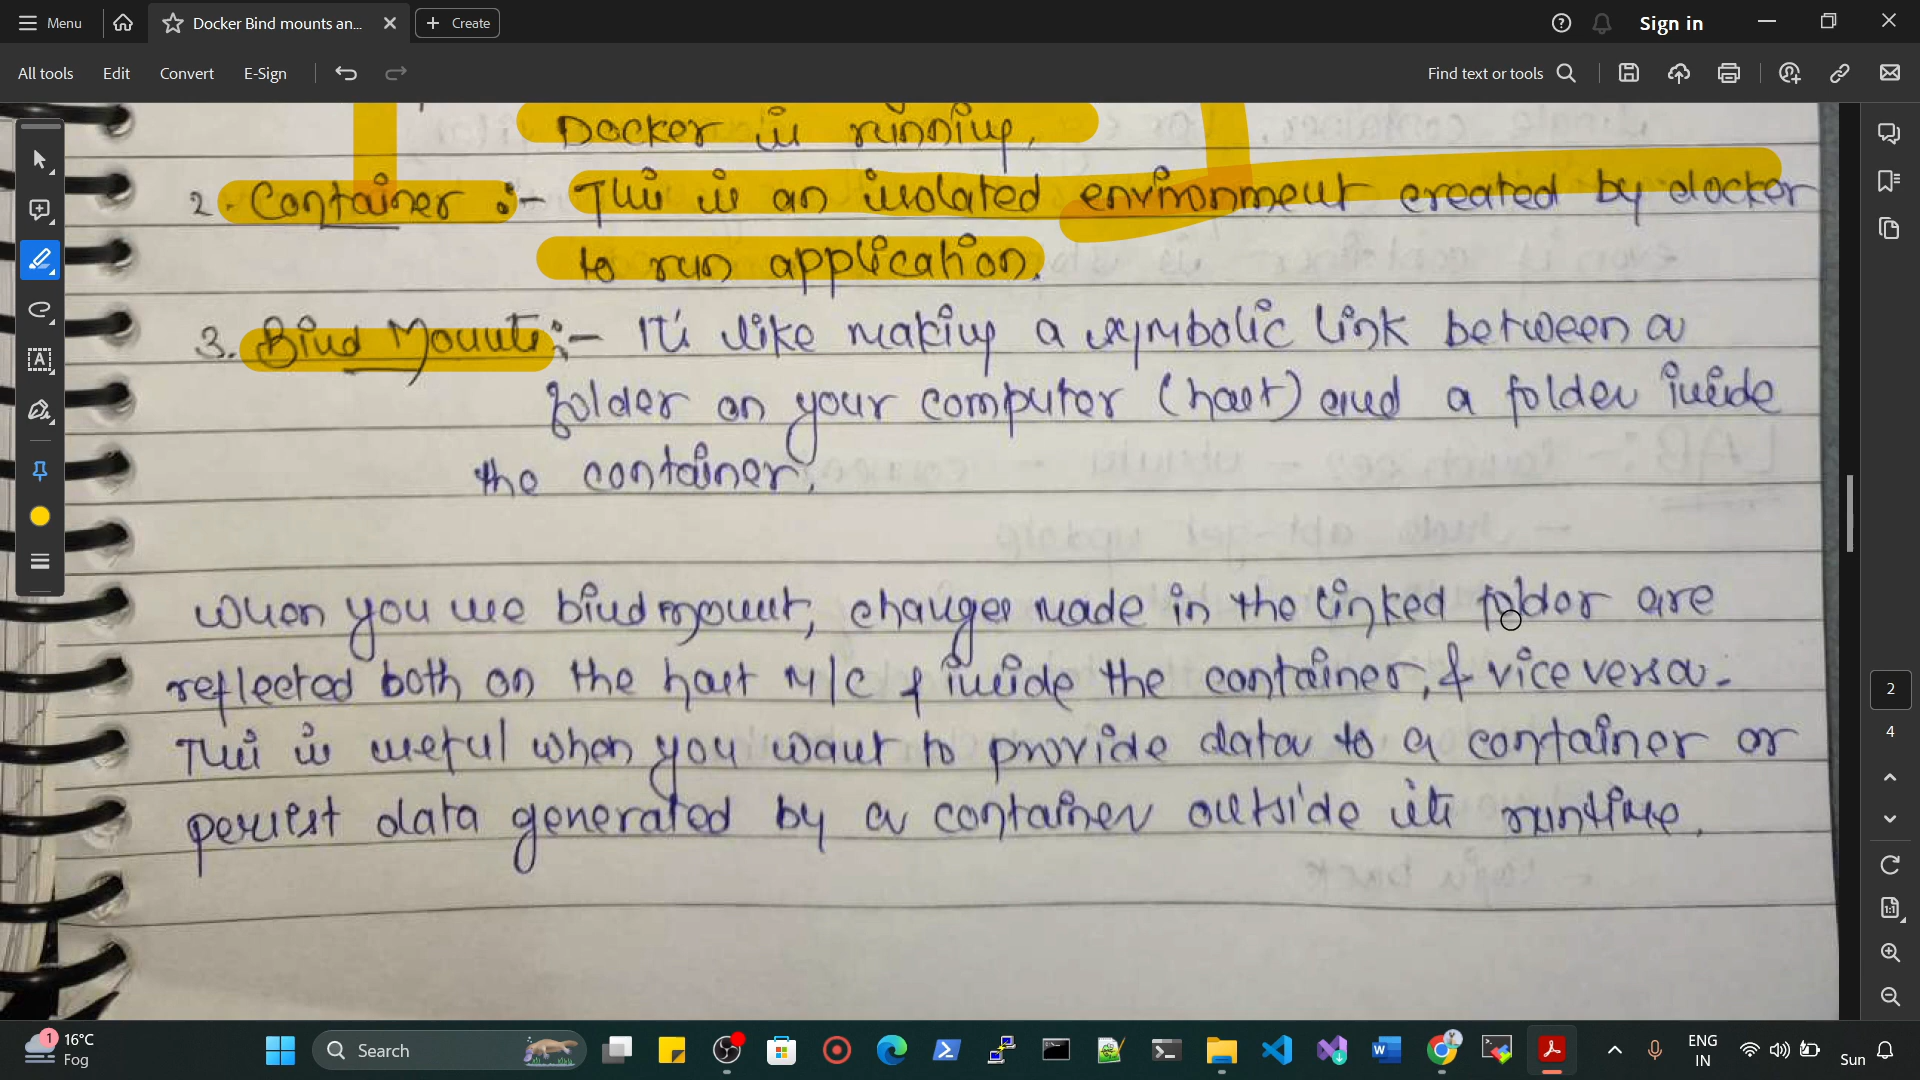 Menu
Docker Bind mounts an...
Create
Sign in
All tools
Edit
Convert
E-Sign
Find text or tools
Docker is running.
2. Container :- This is an isolated environment created by docker
to run application.
3. Bind Mounts :- It's like making a symbolic link between a
folder on your computer (host) and a folder inside
the container.
When you use bind mount, changes made in the linked folder are
reflected both on the host M/C & inside the container, & vice versa.
This is useful when you want to provide data to a container or
persist data generated by a container outside its runtime.
2
4
1
16°C
Fog
Search
ENG
IN
Sun